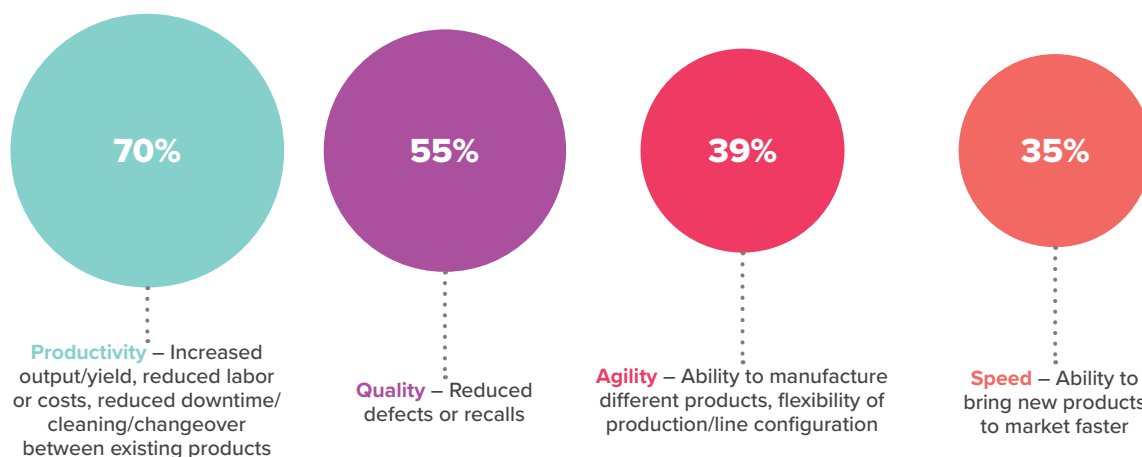 70%
55%
39%
35%
Productivity – Increased
output/yield, reduced labor
or costs, reduced downtime/
cleaning/changeover
between existing products
Quality – Reduced
defects or recalls
Agility – Ability to manufacture
different products, flexibility of
production/line configuration
Speed – Ability to
bring new products
to market faster